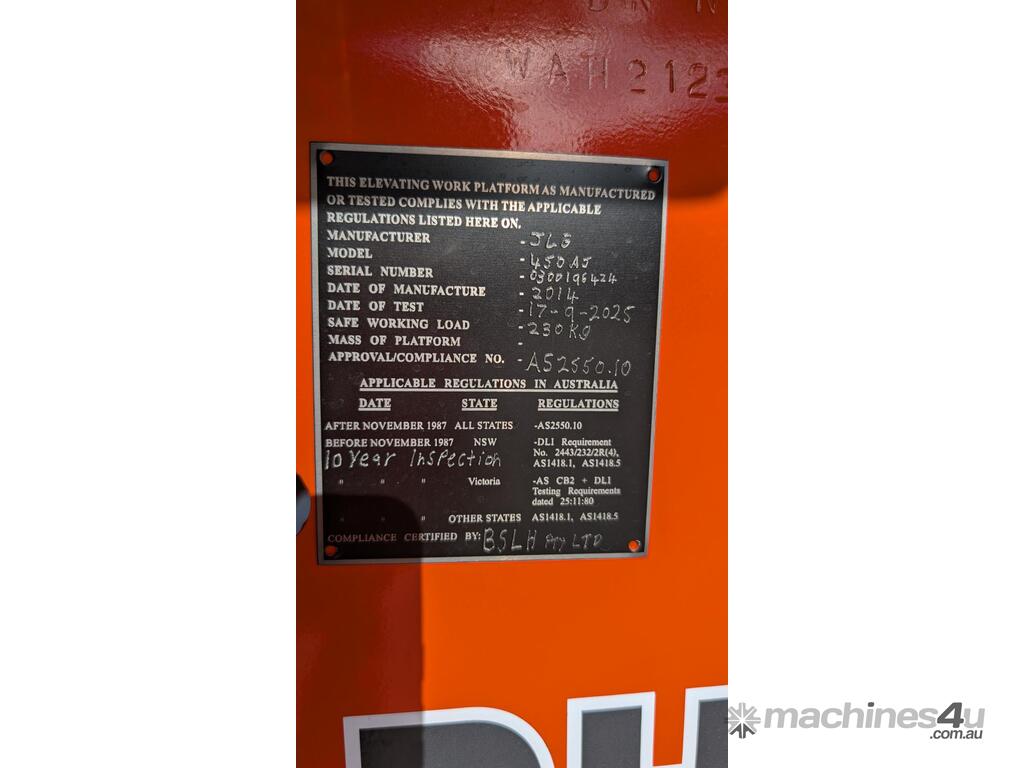 WAH2123
THIS ELEVATING WORK PLATFORM AS MANUFACTURED
OR TESTED COMPLIES WITH THE APPLICABLE
REGULATIONS LISTED HERE ON.
MANUFACTURER - JLG
MODEL - 450AJ
SERIAL NUMBER - 0300196424
DATE OF MANUFACTURE - 2014
DATE OF TEST - 17-9-2025
SAFE WORKING LOAD - 230kg
MASS OF PLATFORM -
APPROVAL/COMPLIANCE NO. - AS2550.10
APPLICABLE REGULATIONS IN AUSTRALIA
DATE STATE REGULATIONS
AFTER NOVEMBER 1987 ALL STATES -AS2550.10
BEFORE NOVEMBER 1987 NSW -DLI Requirement
No. 2443/232/2R(4),
10 Year Inspection AS1418.1, AS1418.5
" " " Victoria -AS CB2 + DLI
Testing Requirements
dated 25:11:80
" " " OTHER STATES AS1418.1, AS1418.5
COMPLIANCE CERTIFIED BY: BSLH Pty LTD
machines4u
.com.au